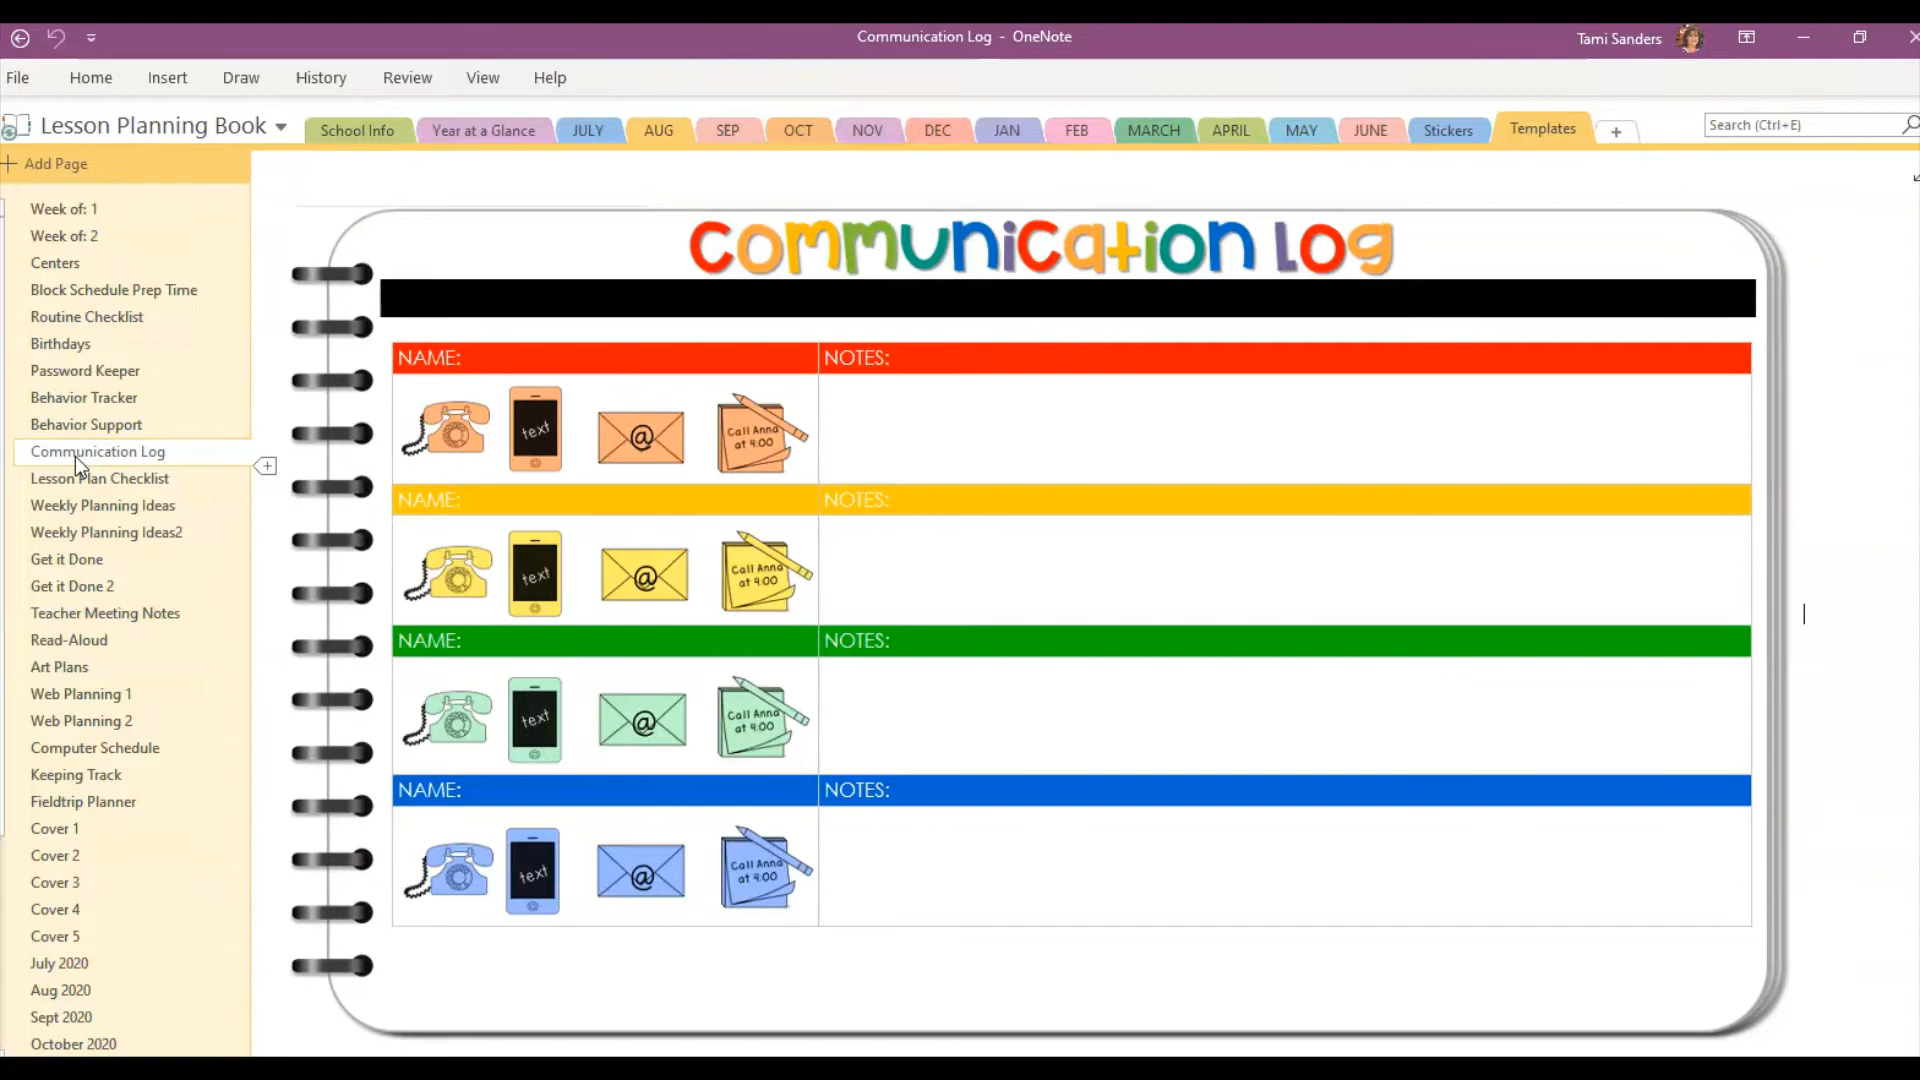 Communication Log - OneNote
Tami Sanders
File Home Insert Draw History Review View Help
Lesson Planning Book
School Info Year at a Glance JULY AUG SEP OCT NOV DEC JAN FEB MARCH APRIL MAY JUNE Stickers Templates +
Search (Ctrl+E)
Add Page
Week of: 1
Week of: 2
Centers
Block Schedule Prep Time
Routine Checklist
Birthdays
Password Keeper
Behavior Tracker
Behavior Support
Communication Log
Lesson Plan Checklist
Weekly Planning Ideas
Weekly Planning Ideas2
Get it Done
Get it Done 2
Teacher Meeting Notes
Read-Aloud
Art Plans
Web Planning 1
Web Planning 2
Computer Schedule
Keeping Track
Fieldtrip Planner
Cover 1
Cover 2
Cover 3
Cover 4
Cover 5
July 2020
Aug 2020
Sept 2020
October 2020
Communication Log
NAME: NOTES:
text @ Call Anna
at 4:00
NAME: NOTES:
text @ Call Anna
at 4:00
NAME: NOTES:
text @ Call Anna
at 4:00
NAME: NOTES:
text @ Call Anna
at 4:00